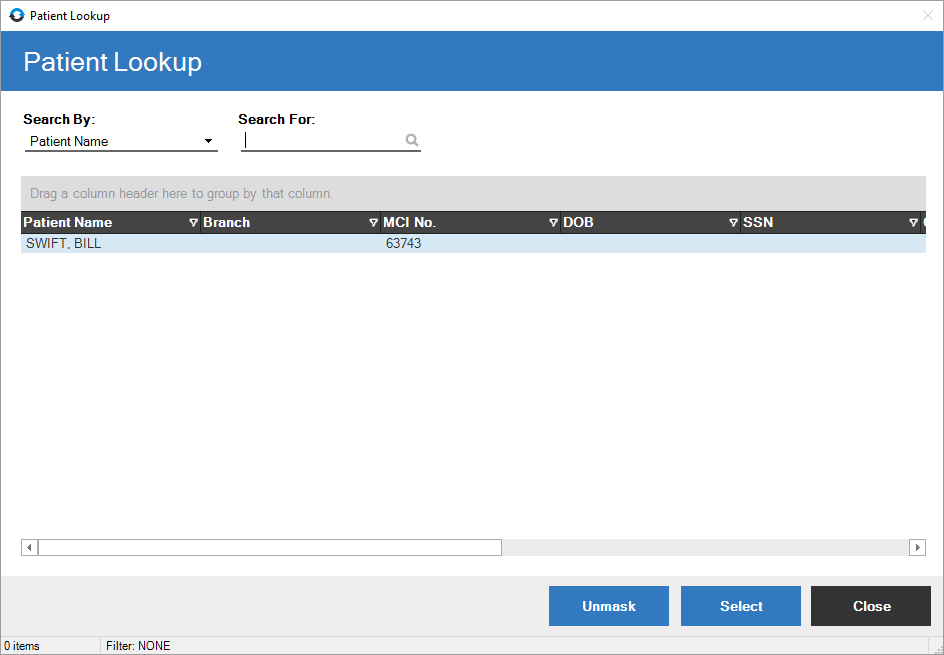 Patient Lookup
Patient Lookup
Search By: Search For:
Patient Name
Drag a column header here to group by that column.
Patient Name Branch MCI No. DOB SSN
SWIFT, BILL 63743
Unmask Select Close
0 items Filter: NONE